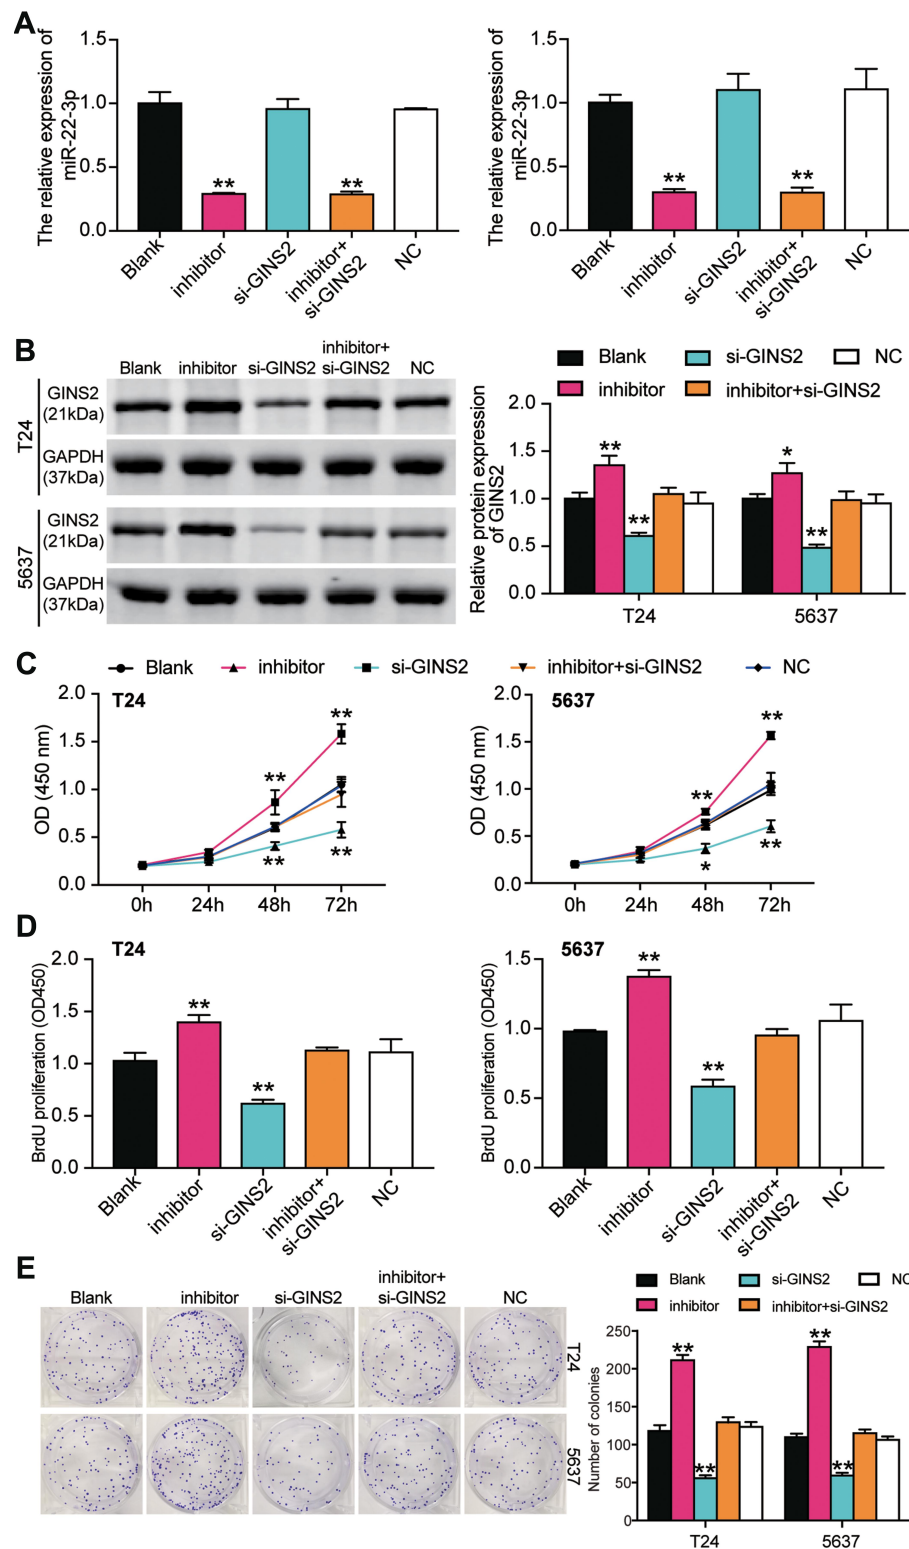 A
The relative expression of
miR-22-3p
1.5
1.0
0.5
0.0
**
**
Blank
inhibitor
si-GINS2
inhibitor+
si-GINS2
NC
The relative expression of
miR-22-3p
1.5
1.0
0.5
0.0
**
**
Blank
inhibitor
si-GINS2
inhibitor+
si-GINS2
NC
B
Blank
inhibitor
si-GINS2
inhibitor+
si-GINS2
NC
T24
GINS2
(21kDa)
GAPDH
(37kDa)
5637
GINS2
(21kDa)
GAPDH
(37kDa)
Blank
si-GINS2
NC
inhibitor
inhibitor+si-GINS2
Relative protein expression
of GINS2
2.0
1.5
1.0
0.5
0.0
**
**
*
**
T24
5637
C
Blank
inhibitor
si-GINS2
inhibitor+si-GINS2
NC
T24
OD (450 nm)
2.0
1.5
1.0
0.5
0.0
**
**
**
**
0h
24h
48h
72h
5637
OD (450 nm)
2.0
1.5
1.0
0.5
0.0
**
**
*
**
0h
24h
48h
72h
D
T24
BrdU proliferation (OD450)
2.0
1.5
1.0
0.5
0.0
**
**
Blank
inhibitor
si-GINS2
inhibitor+
si-GINS2
NC
5637
BrdU proliferation (OD450)
1.5
1.0
0.5
0.0
**
**
Blank
inhibitor
si-GINS2
inhibitor+
si-GINS2
NC
E
Blank
inhibitor
si-GINS2
inhibitor+
si-GINS2
NC
T24
5637
Blank
si-GINS2
NC
inhibitor
inhibitor+si-GINS2
Number of colonies
250
200
150
100
50
0
**
**
**
**
T24
5637